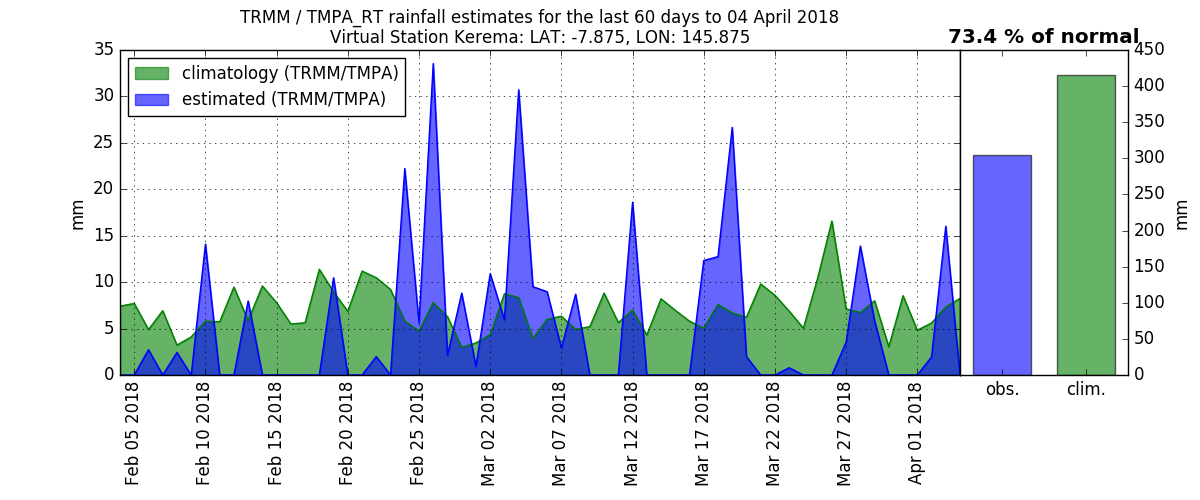 TRMM / TMPA_RT rainfall estimates for the last 60 days to 04 April 2018
Virtual Station Kerema: LAT: -7.875, LON: 145.875
73.4 % of normal
climatology (TRMM/TMPA)
estimated (TRMM/TMPA)
35
30
25
20
15
10
5
0
mm
Feb 05 2018
Feb 10 2018
Feb 15 2018
Feb 20 2018
Feb 25 2018
Mar 02 2018
Mar 07 2018
Mar 12 2018
Mar 17 2018
Mar 22 2018
Mar 27 2018
Apr 01 2018
450
400
350
300
250
200
150
100
50
0
mm
obs.
clim.